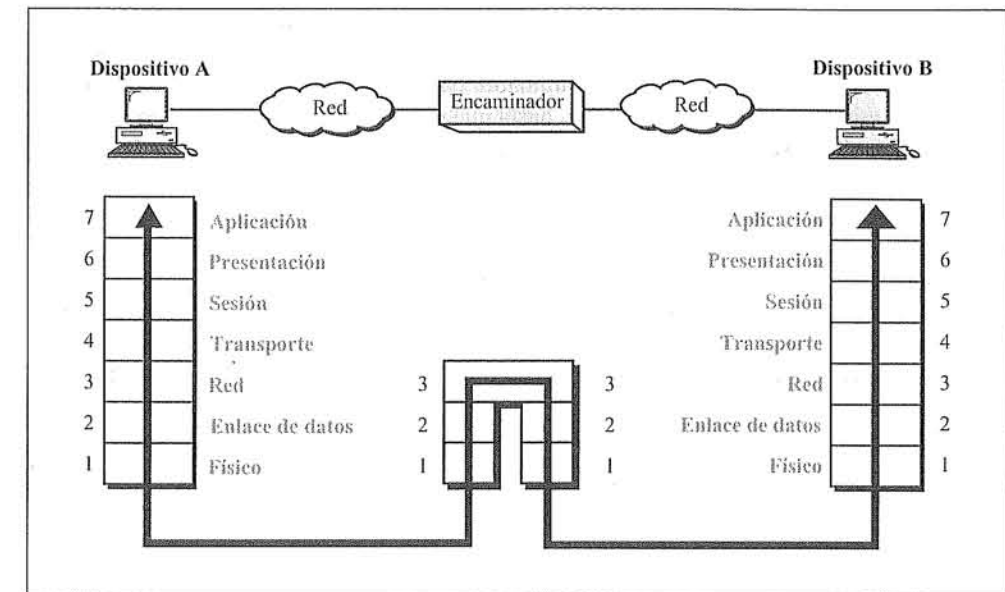 Dispositivo A
Dispositivo B
Red
Encaminador
Red
7 Aplicación
6 Presentación
5 Sesión
4 Transporte
3 Red
2 Enlace de datos
1 Físico
3 3
2 2
1 1
Aplicación 7
Presentación 6
Sesión 5
Transporte 4
Red 3
Enlace de datos 2
Físico 1